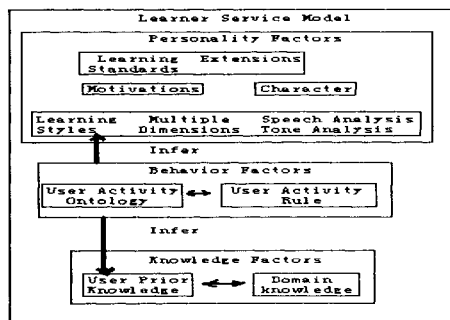 Learner Service Model
Personality Factors
Learning Extensions
Standards
Motivations Character
Learning Multiple Speech Analysis
Styles Dimensions Tone Analysis
Infer
Behavior Factors
User Activity User Activity
Ontology Rule
Infer
Knowledge Factors
User Prior Domain
Knowledge knowledge